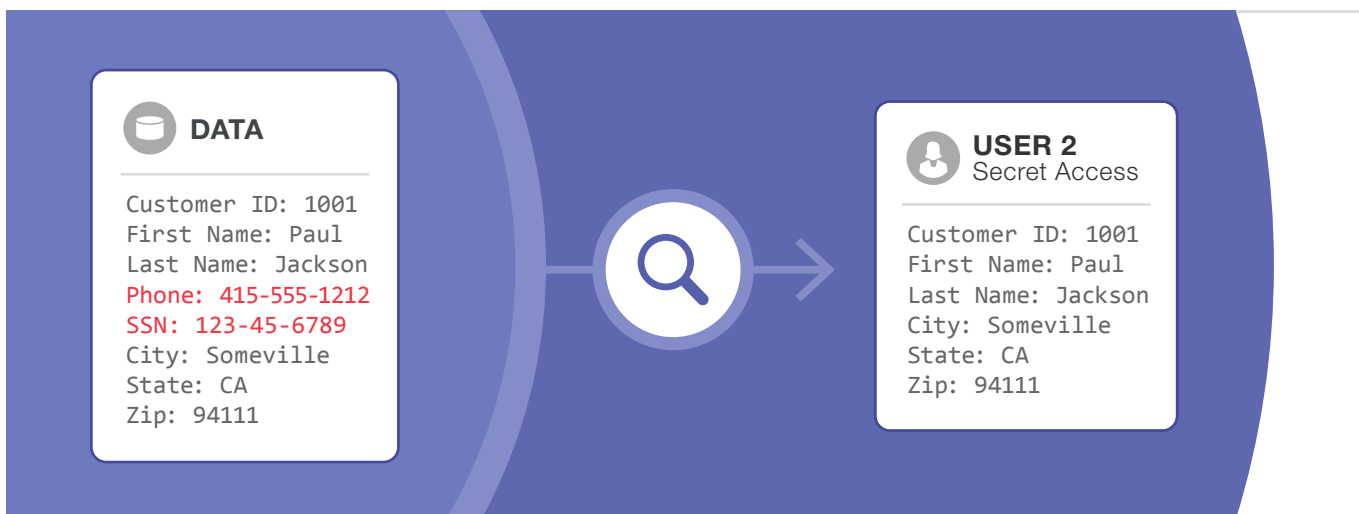 DATA
Customer ID: 1001
First Name: Paul
Last Name: Jackson
Phone: 415-555-1212
SSN: 123-45-6789
City: Someville
State: CA
Zip: 94111
USER 2
Secret Access
Customer ID: 1001
First Name: Paul
Last Name: Jackson
City: Someville
State: CA
Zip: 94111